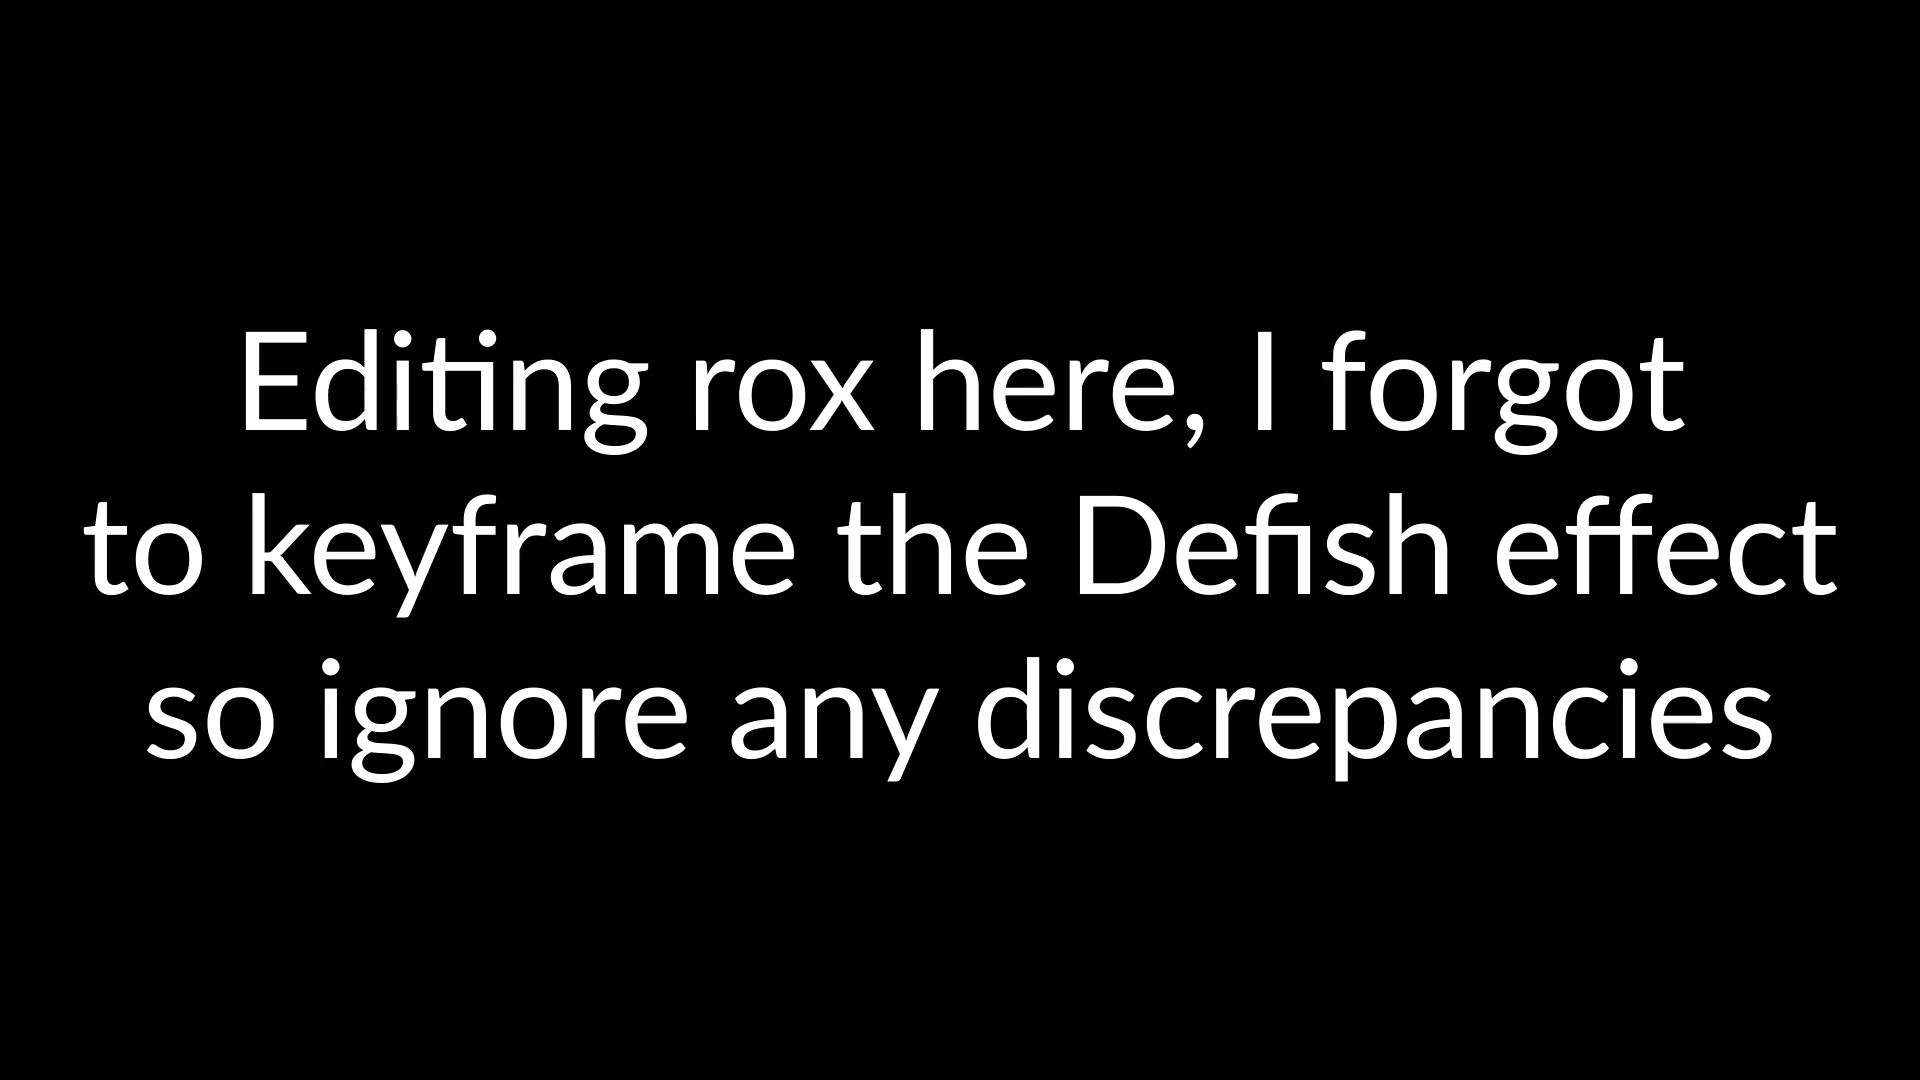 Editing rox here, I forgot
to keyframe the Defish effect
so ignore any discrepancies